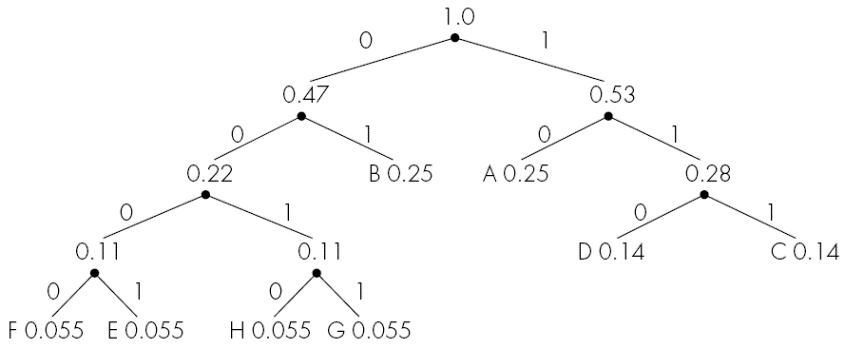 1.0
0 1
0.47 0.53
0 1 0 1
0.22 B 0.25 A 0.25 0.28
0 1 0 1
0.11 0.11 D 0.14 C 0.14
0 1 0 1
F 0.055 E 0.055 H 0.055 G 0.055